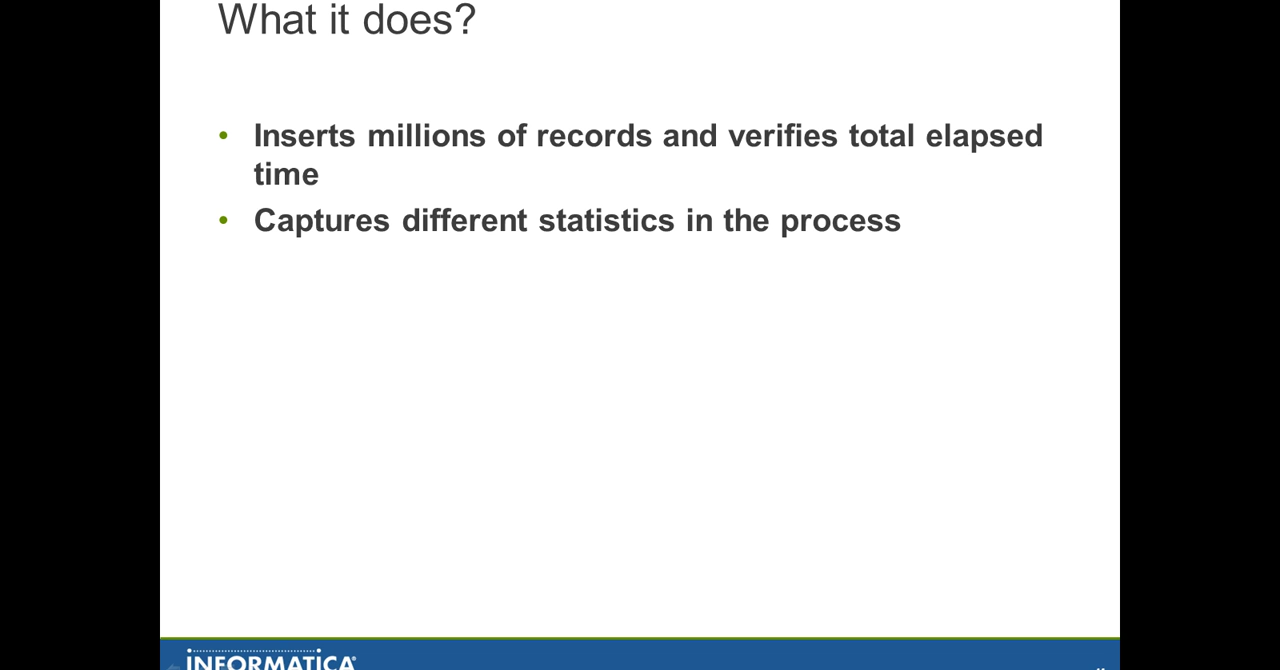 What it does?
• Inserts millions of records and verifies total elapsed
time
• Captures different statistics in the process
INFORMATICA